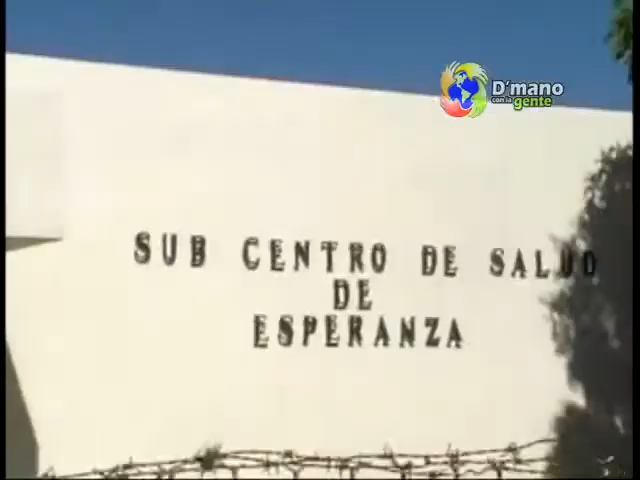 D'mano
con la gente
SUB CENTRO DE SALUD
DE
ESPERANZA